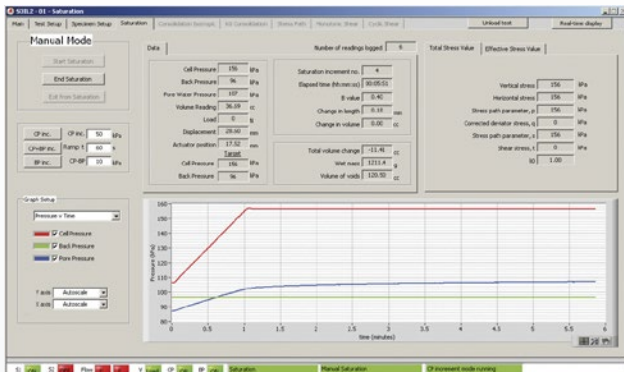 SOIL2 - 01 - Saturation
Main Test Setup Specimen Setup Saturation Consolidation Isotropic K0 Consolidation Stress Path Monotonic Shear Cyclic Shear
Unload test Real-time display
Manual Mode
Start Saturation
End Saturation
Exit from Saturation
CP inc. CP inc. 50 kPa
CP+BP inc. Ramp t 60 s
BP inc. CP-BP 10 kPa
Graph Setup
Pressure v Time
Cell Pressure
Back Pressure
Pore Pressure
Y axis Autoscale
X axis Autoscale
Data Number of readings logged 6
Cell Pressure 156 kPa
Back Pressure 96 kPa
Pore Water Pressure 107 kPa
Volume Reading 36.09 cc
Load 0 N
Displacement 20.00 mm
Actuator position 17.52 mm
Target
Cell Pressure 156 kPa
Back Pressure 96 kPa
Saturation increment no. 4
Elapsed time (hh:mm:ss) 00:05:51
B value 0.40
Change in length 0.10 mm
Change in volume 0.00 cc
Total volume change -11.41 cc
Wet mass 1211.4 g
Volume of voids 120.52 cc
Total Stress Value Effective Stress Value
Vertical stress 156 kPa
Horizontal stress 156 kPa
Stress path parameter, p 156 kPa
Corrected deviator stress, q 0 kPa
Stress path parameter, s 156 kPa
Shear stress, t 0 kPa
K0 1.00
Pressure (kPa)
160
150
140
130
120
110
100
90
80
0 0.5 1 1.5 2 2.5 3 3.5 4 4.5 5 5.5 6
time (minutes)
S1 S2 Flow V CP BP Saturation Manual Saturation CP increment mode running